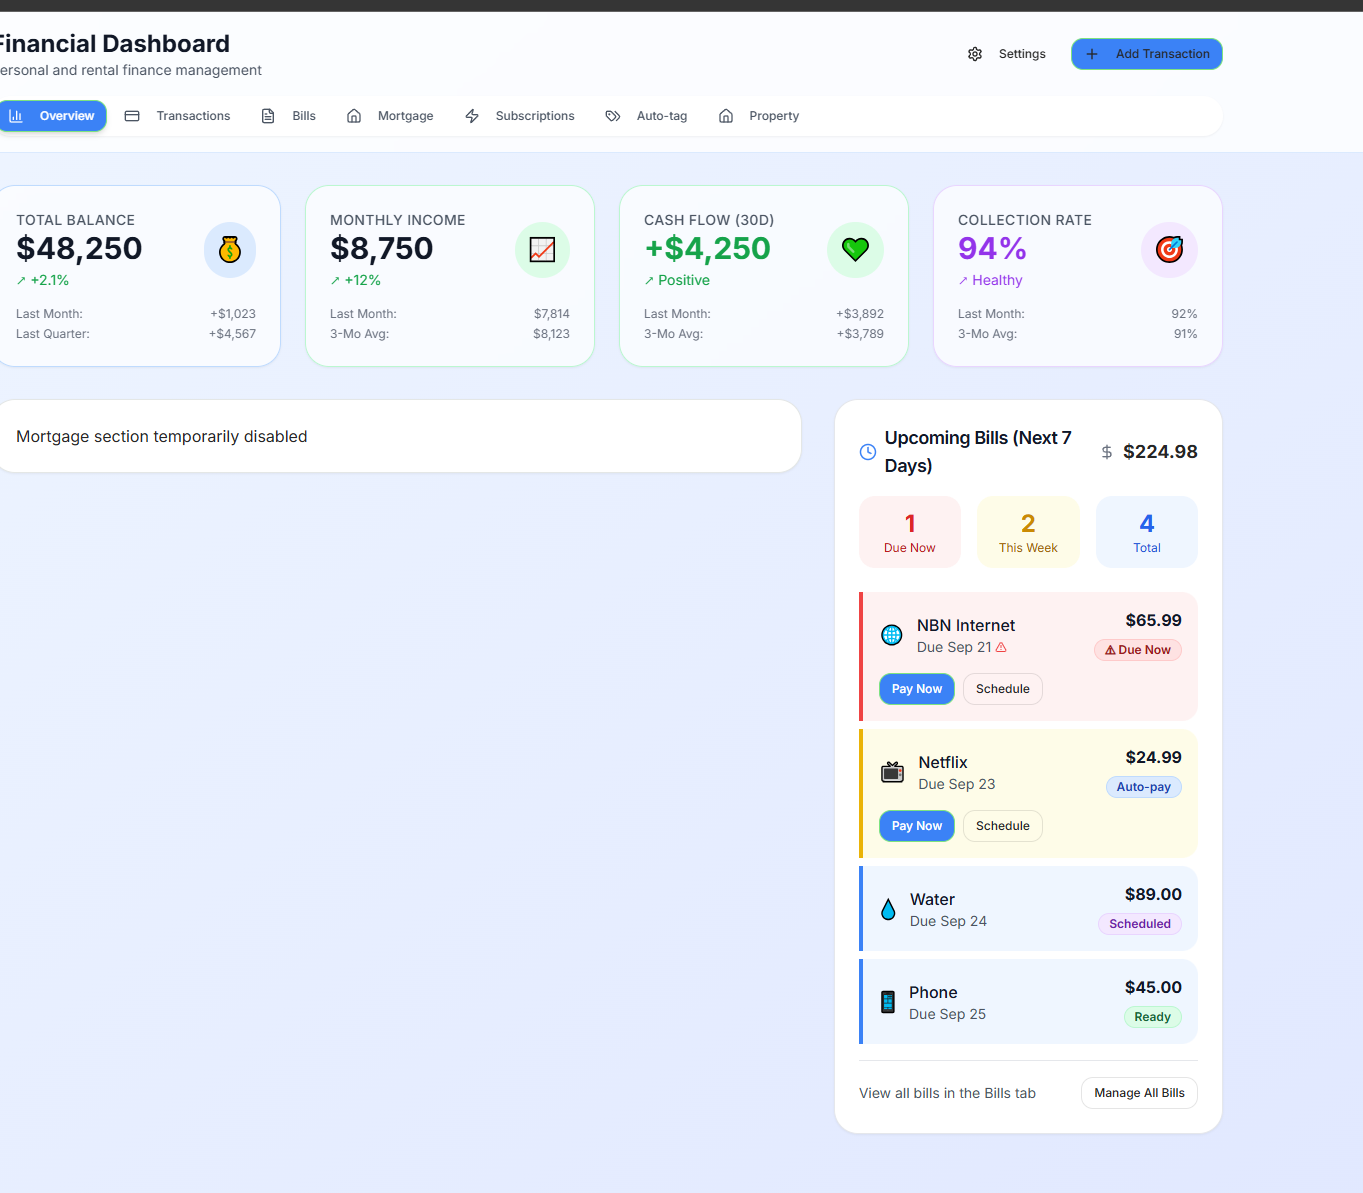 Financial Dashboard
ersonal and rental finance management
Settings
Add Transaction
Overview
Transactions
Bills
Mortgage
Subscriptions
Auto-tag
Property
TOTAL BALANCE
$48,250
↗ +2.1%
Last Month: +$1,023
Last Quarter: +$4,567
MONTHLY INCOME
$8,750
↗ +12%
Last Month: $7,814
3-Mo Avg: $8,123
CASH FLOW (30D)
+$4,250
↗ Positive
Last Month: +$3,892
3-Mo Avg: +$3,789
COLLECTION RATE
94%
↗ Healthy
Last Month: 92%
3-Mo Avg: 91%
Mortgage section temporarily disabled
Upcoming Bills (Next 7
Days)
$ $224.98
1
Due Now
2
This Week
4
Total
NBN Internet
Due Sep 21
$65.99
Due Now
Pay Now
Schedule
Netflix
Due Sep 23
$24.99
Auto-pay
Pay Now
Schedule
Water
Due Sep 24
$89.00
Scheduled
Phone
Due Sep 25
$45.00
Ready
View all bills in the Bills tab
Manage All Bills